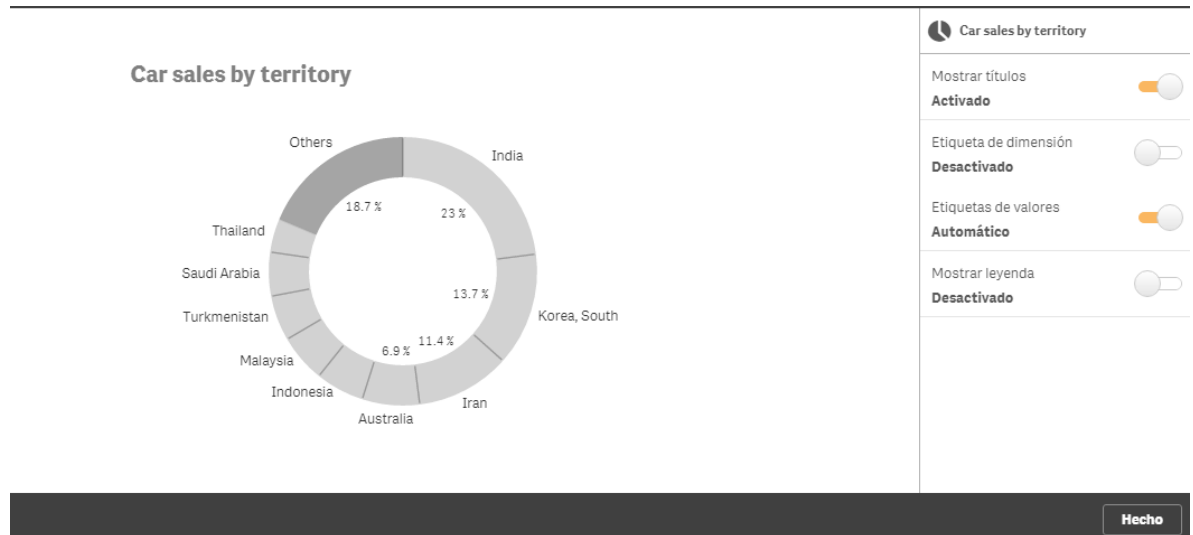 Car sales by territory
Others
India
18.7 %
23 %
Thailand
Saudi Arabia
13.7 %
Turkmenistan
Korea, South
11.4 %
6.9 %
Malaysia
Indonesia
Iran
Australia
Car sales by territory
Mostrar títulos
Activado
Etiqueta de dimensión
Desactivado
Etiquetas de valores
Automático
Mostrar leyenda
Desactivado
Hecho